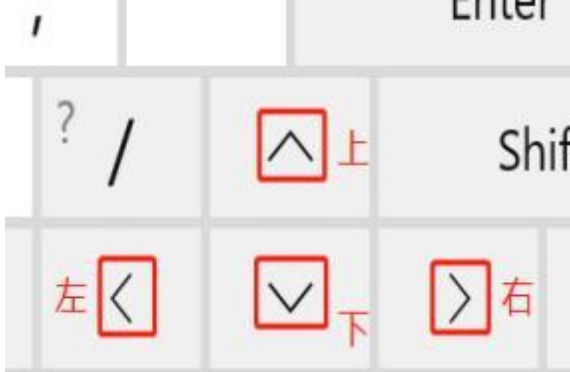 , Enter
? / ∧ 上 Shif
左 < ∨ 下 > 右